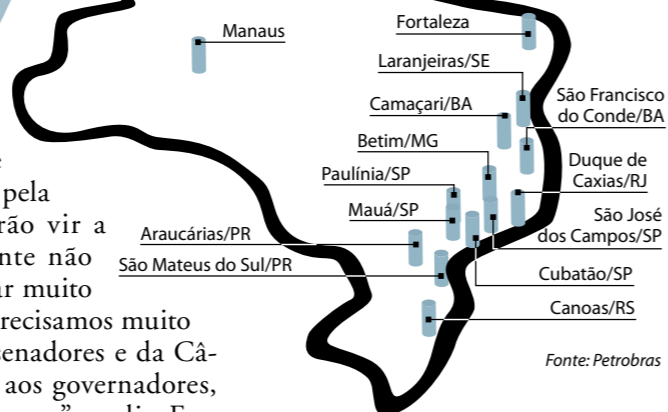 Manaus
Fortaleza
Laranjeiras/SE
Camaçari/BA
São Francisco
do Conde/BA
Betim/MG
Duque de
Caxias/RJ
Paulínia/SP
Mauá/SP
São José
dos Campos/SP
Araucárias/PR
São Mateus do Sul/PR
Cubatão/SP
Canoas/RS
Fonte: Petrobras
pela
rão vir a
nte não
ar muito
recisamos muito
senadores e da Câ-
aos governadores,